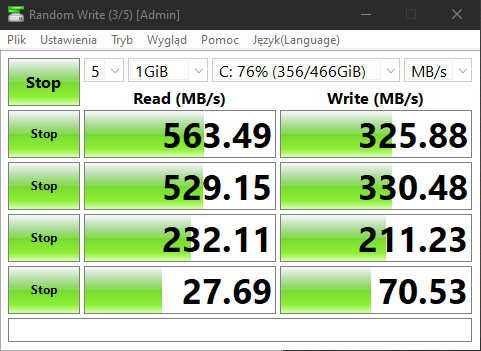 Random Write (3/5) [Admin]
Plik Ustawienia Tryb Wygląd Pomoc Język(Language)
Stop 5 1GiB C: 76% (356/466GiB) MB/s
Read (MB/s) Write (MB/s)
Stop 563.49 325.88
Stop 529.15 330.48
Stop 232.11 211.23
Stop 27.69 70.53